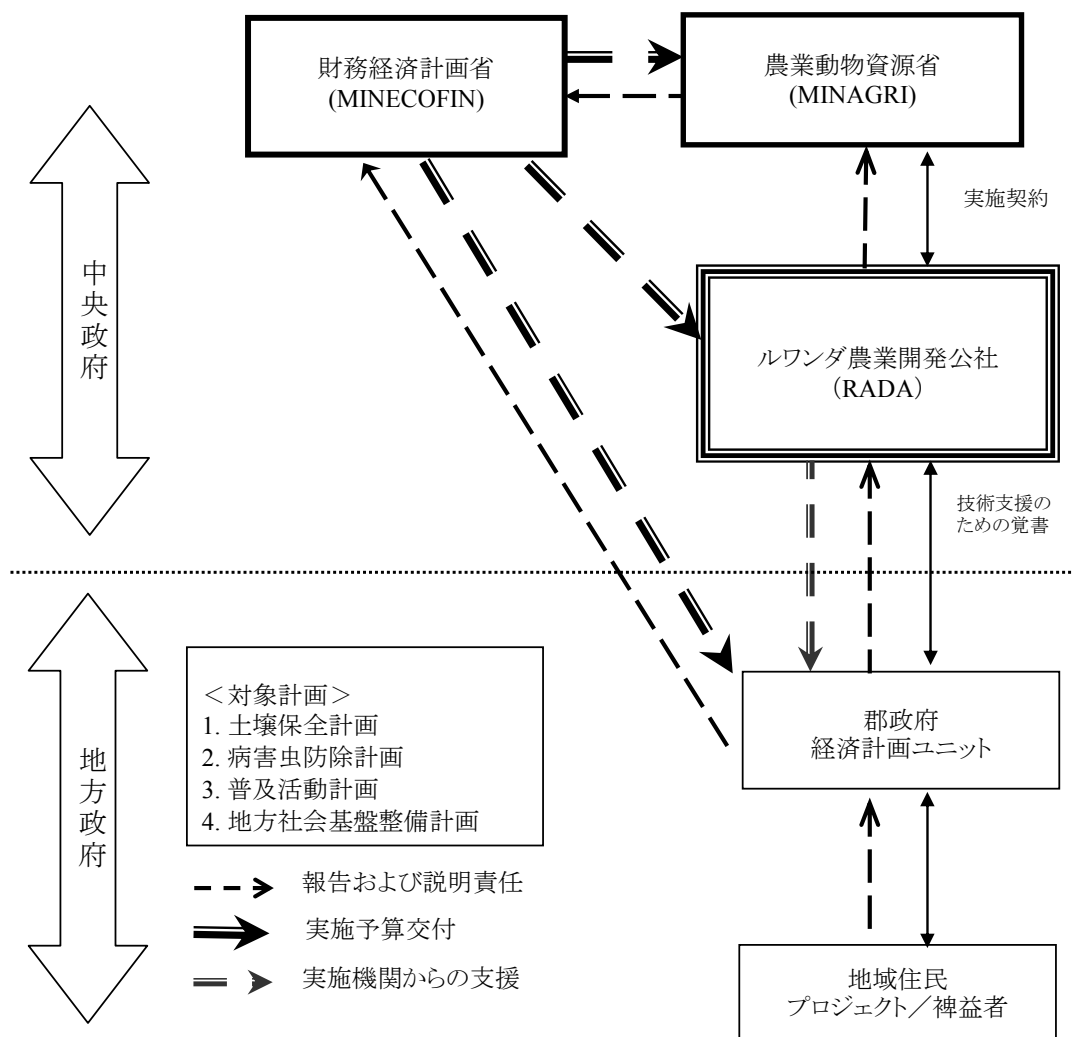 財務経済計画省
(MINECOFIN)
農業動物資源省
(MINAGRI)
実施契約
中央政府
ルワンダ農業開発公社
(RADA)
技術支援の
ための覚書
地方政府
＜対象計画＞
1. 土壌保全計画
2. 病害虫防除計画
3. 普及活動計画
4. 地方社会基盤整備計画
郡政府
経済計画ユニット
報告および説明責任
実施予算交付
実施機関からの支援
地域住民
プロジェクト／裨益者